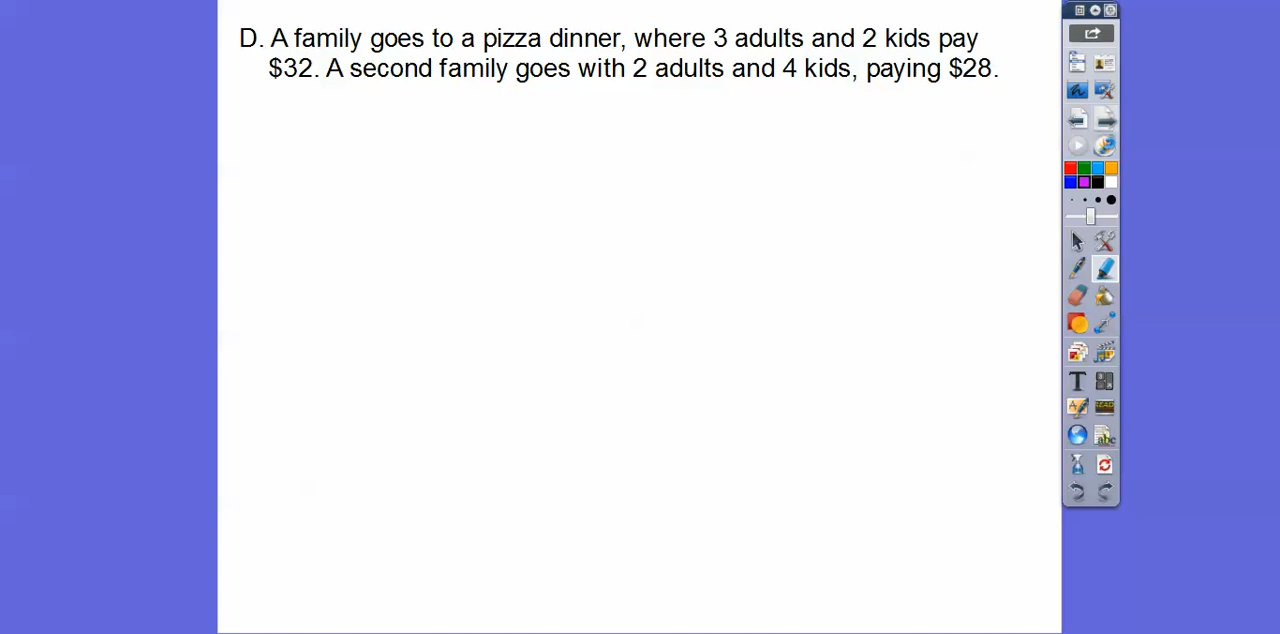 D. A family goes to a pizza dinner, where 3 adults and 2 kids pay
$32. A second family goes with 2 adults and 4 kids, paying $28.